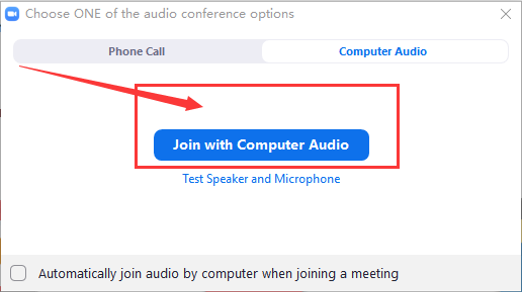 Choose ONE of the audio conference options
Phone Call
Computer Audio
Join with Computer Audio
Test Speaker and Microphone
Automatically join audio by computer when joining a meeting